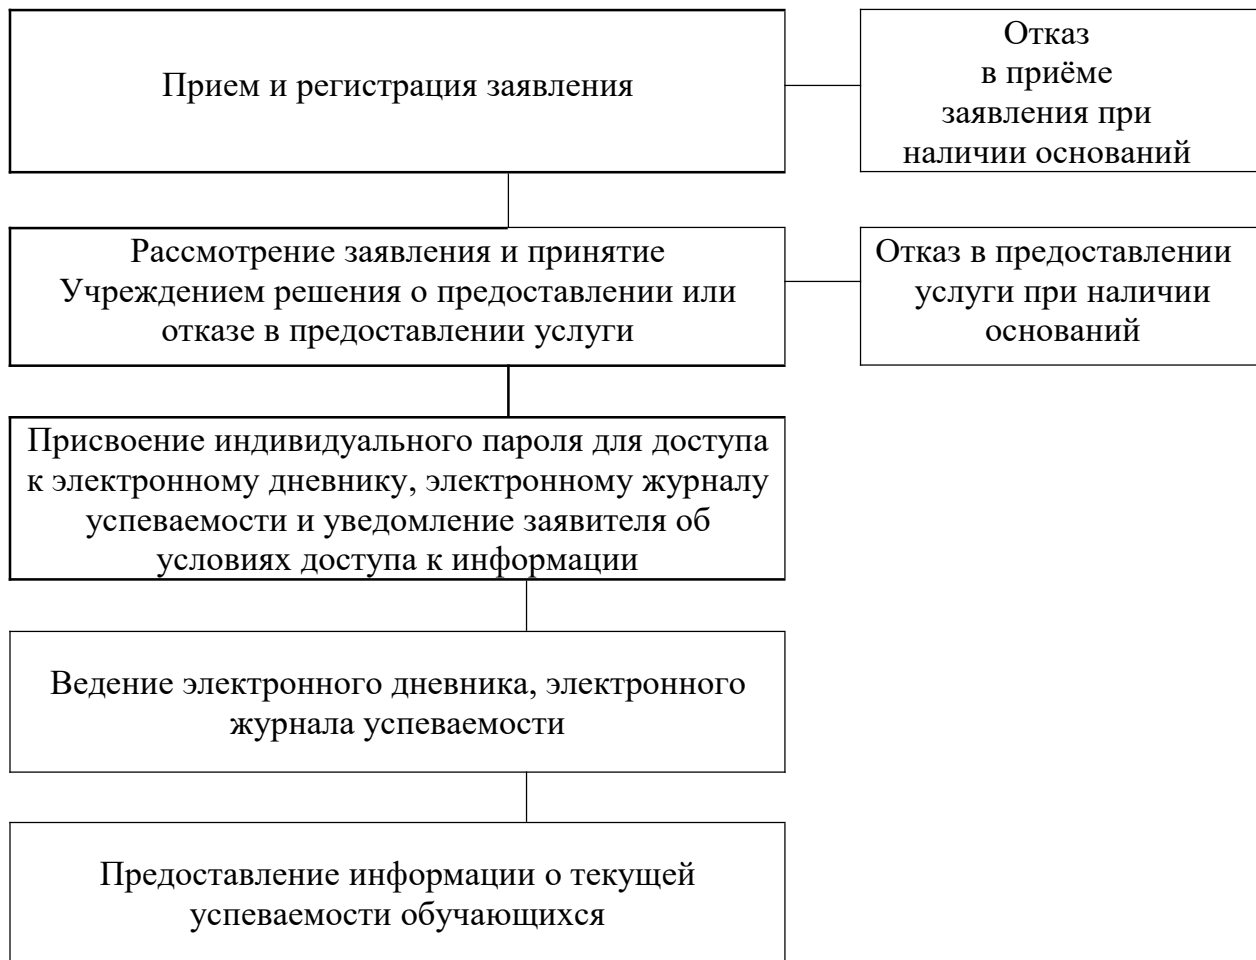 Прием и регистрация заявления
Отказ
в приёме
заявления при
наличии оснований
Рассмотрение заявления и принятие
Учреждением решения о предоставлении или
отказе в предоставлении услуги
Отказ в предоставлении
услуги при наличии
оснований
Присвоение индивидуального пароля для доступа
к электронному дневнику, электронному журналу
успеваемости и уведомление заявителя об
условиях доступа к информации
Ведение электронного дневника, электронного
журнала успеваемости
Предоставление информации о текущей
успеваемости обучающихся